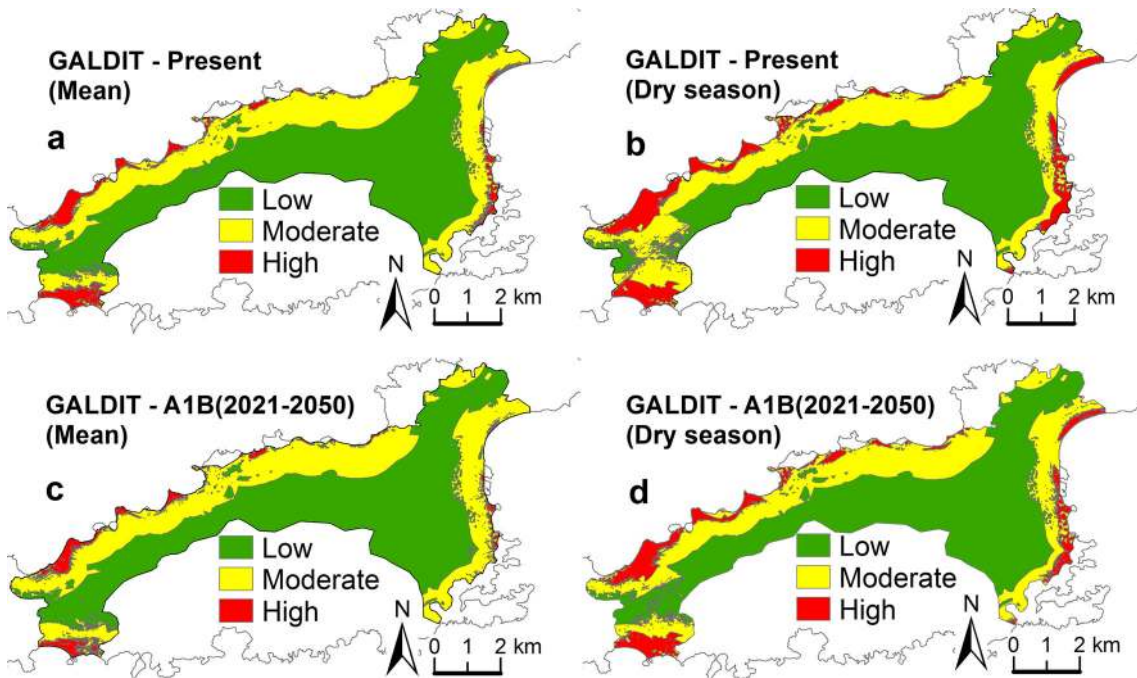 GALDIT - Present
(Mean)
a
Low
Moderate
High
N
0 1 2 km
GALDIT - Present
(Dry season)
b
Low
Moderate
High
N
0 1 2 km
GALDIT - A1B(2021-2050)
(Mean)
c
Low
Moderate
High
N
0 1 2 km
GALDIT - A1B(2021-2050)
(Dry season)
d
Low
Moderate
High
N
0 1 2 km